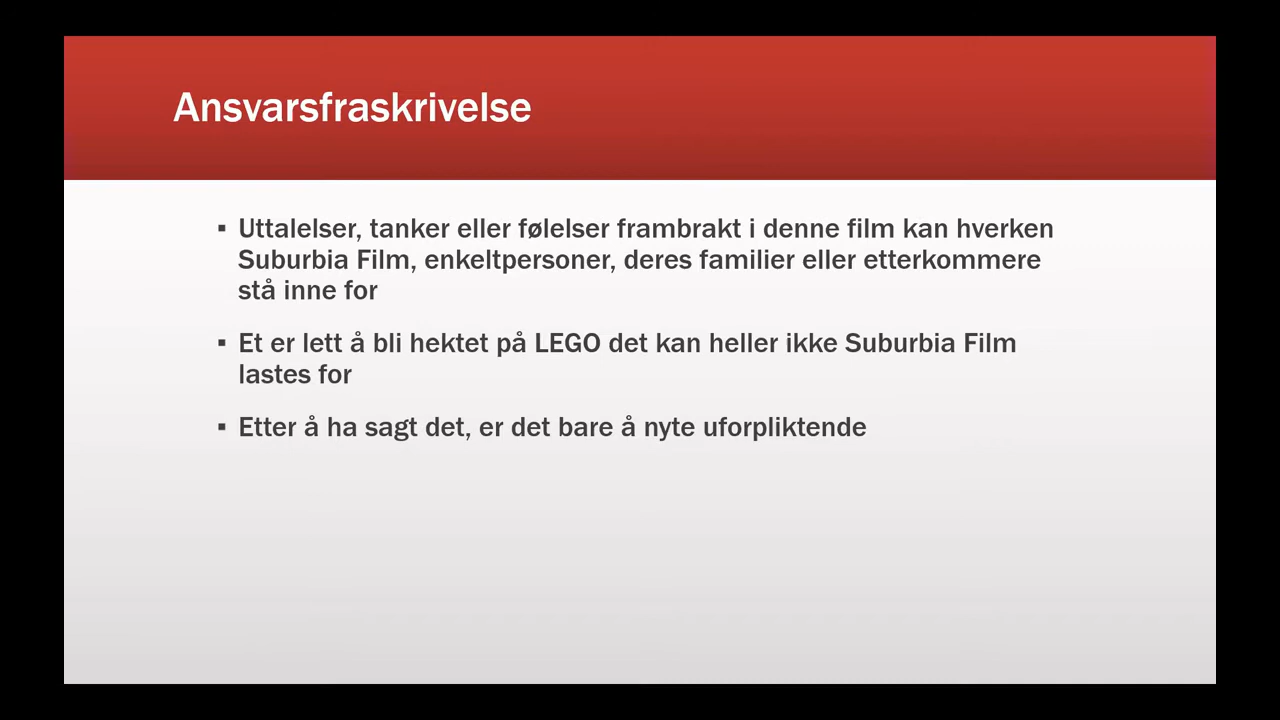 Ansvarsfraskrivelse
▪ Uttalelser, tanker eller følelser frambrakt i denne film kan hverken
Suburbia Film, enkeltpersoner, deres familier eller etterkommere
stå inne for
▪ Et er lett å bli hektet på LEGO det kan heller ikke Suburbia Film
lastes for
▪ Etter å ha sagt det, er det bare å nyte uforpliktende